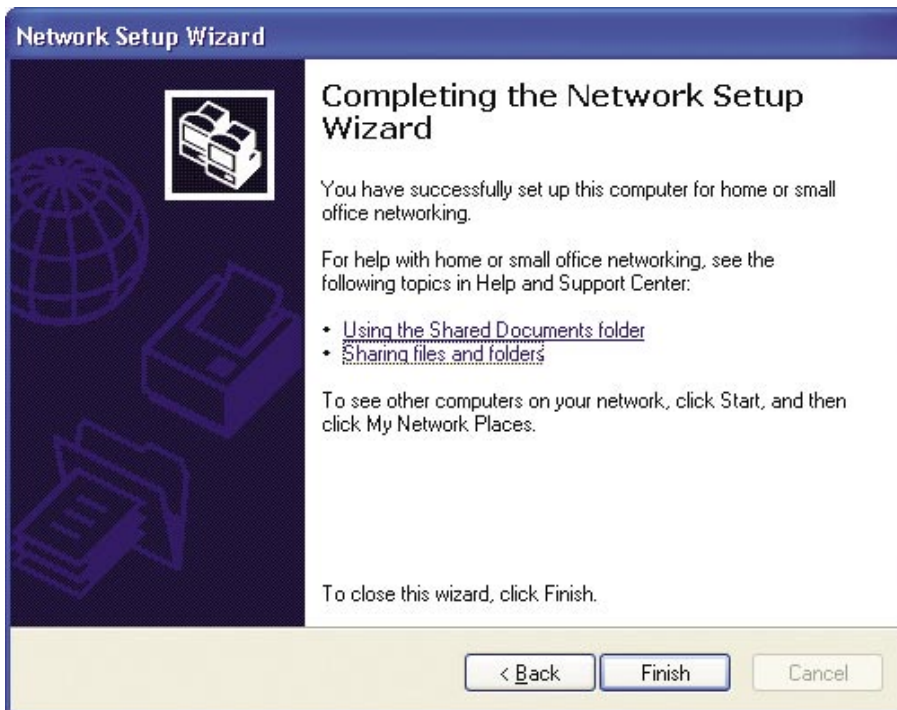 Network Setup Wizard
Completing the Network Setup
Wizard
You have successfully set up this computer for home or small
office networking.
For help with home or small office networking, see the
following topics in Help and Support Center:
• Using the Shared Documents folder
• Sharing files and folders
To see other computers on your network, click Start, and then
click My Network Places.
To close this wizard, click Finish.
< Back
Finish
Cancel